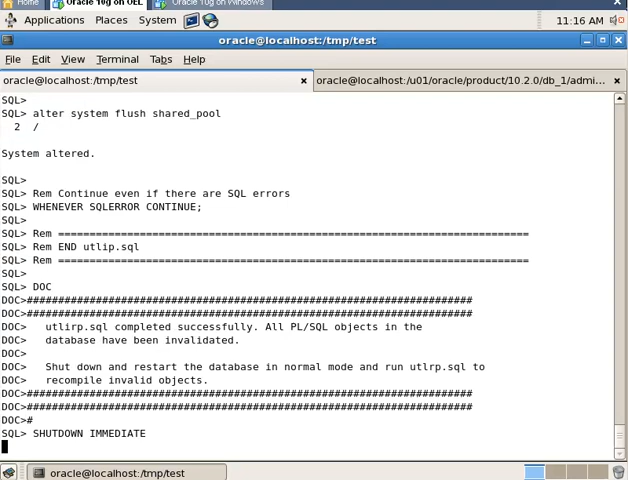 Home Oracle 10g on OEL Oracle 10g on Windows
Applications Places System 11:16 AM
oracle@localhost:/tmp/test
File Edit View Terminal Tabs Help
oracle@localhost:/tmp/test × oracle@localhost:/u01/oracle/product/10.2.0/db_1/admi... ×
SQL>
SQL> alter system flush shared_pool
2 /
System altered.
SQL>
SQL> Rem Continue even if there are SQL errors
SQL> WHENEVER SQLERROR CONTINUE;
SQL>
SQL> Rem ===========================================================================
SQL> Rem END utlip.sql
SQL> Rem ===========================================================================
SQL>
SQL> DOC
DOC>#######################################################################
DOC>#######################################################################
DOC> utlirp.sql completed successfully. All PL/SQL objects in the
DOC> database have been invalidated.
DOC>
DOC> Shut down and restart the database in normal mode and run utlrp.sql to
DOC> recompile invalid objects.
DOC>#######################################################################
DOC>#######################################################################
DOC>#
SQL> SHUTDOWN IMMEDIATE
oracle@localhost:/tmp/test